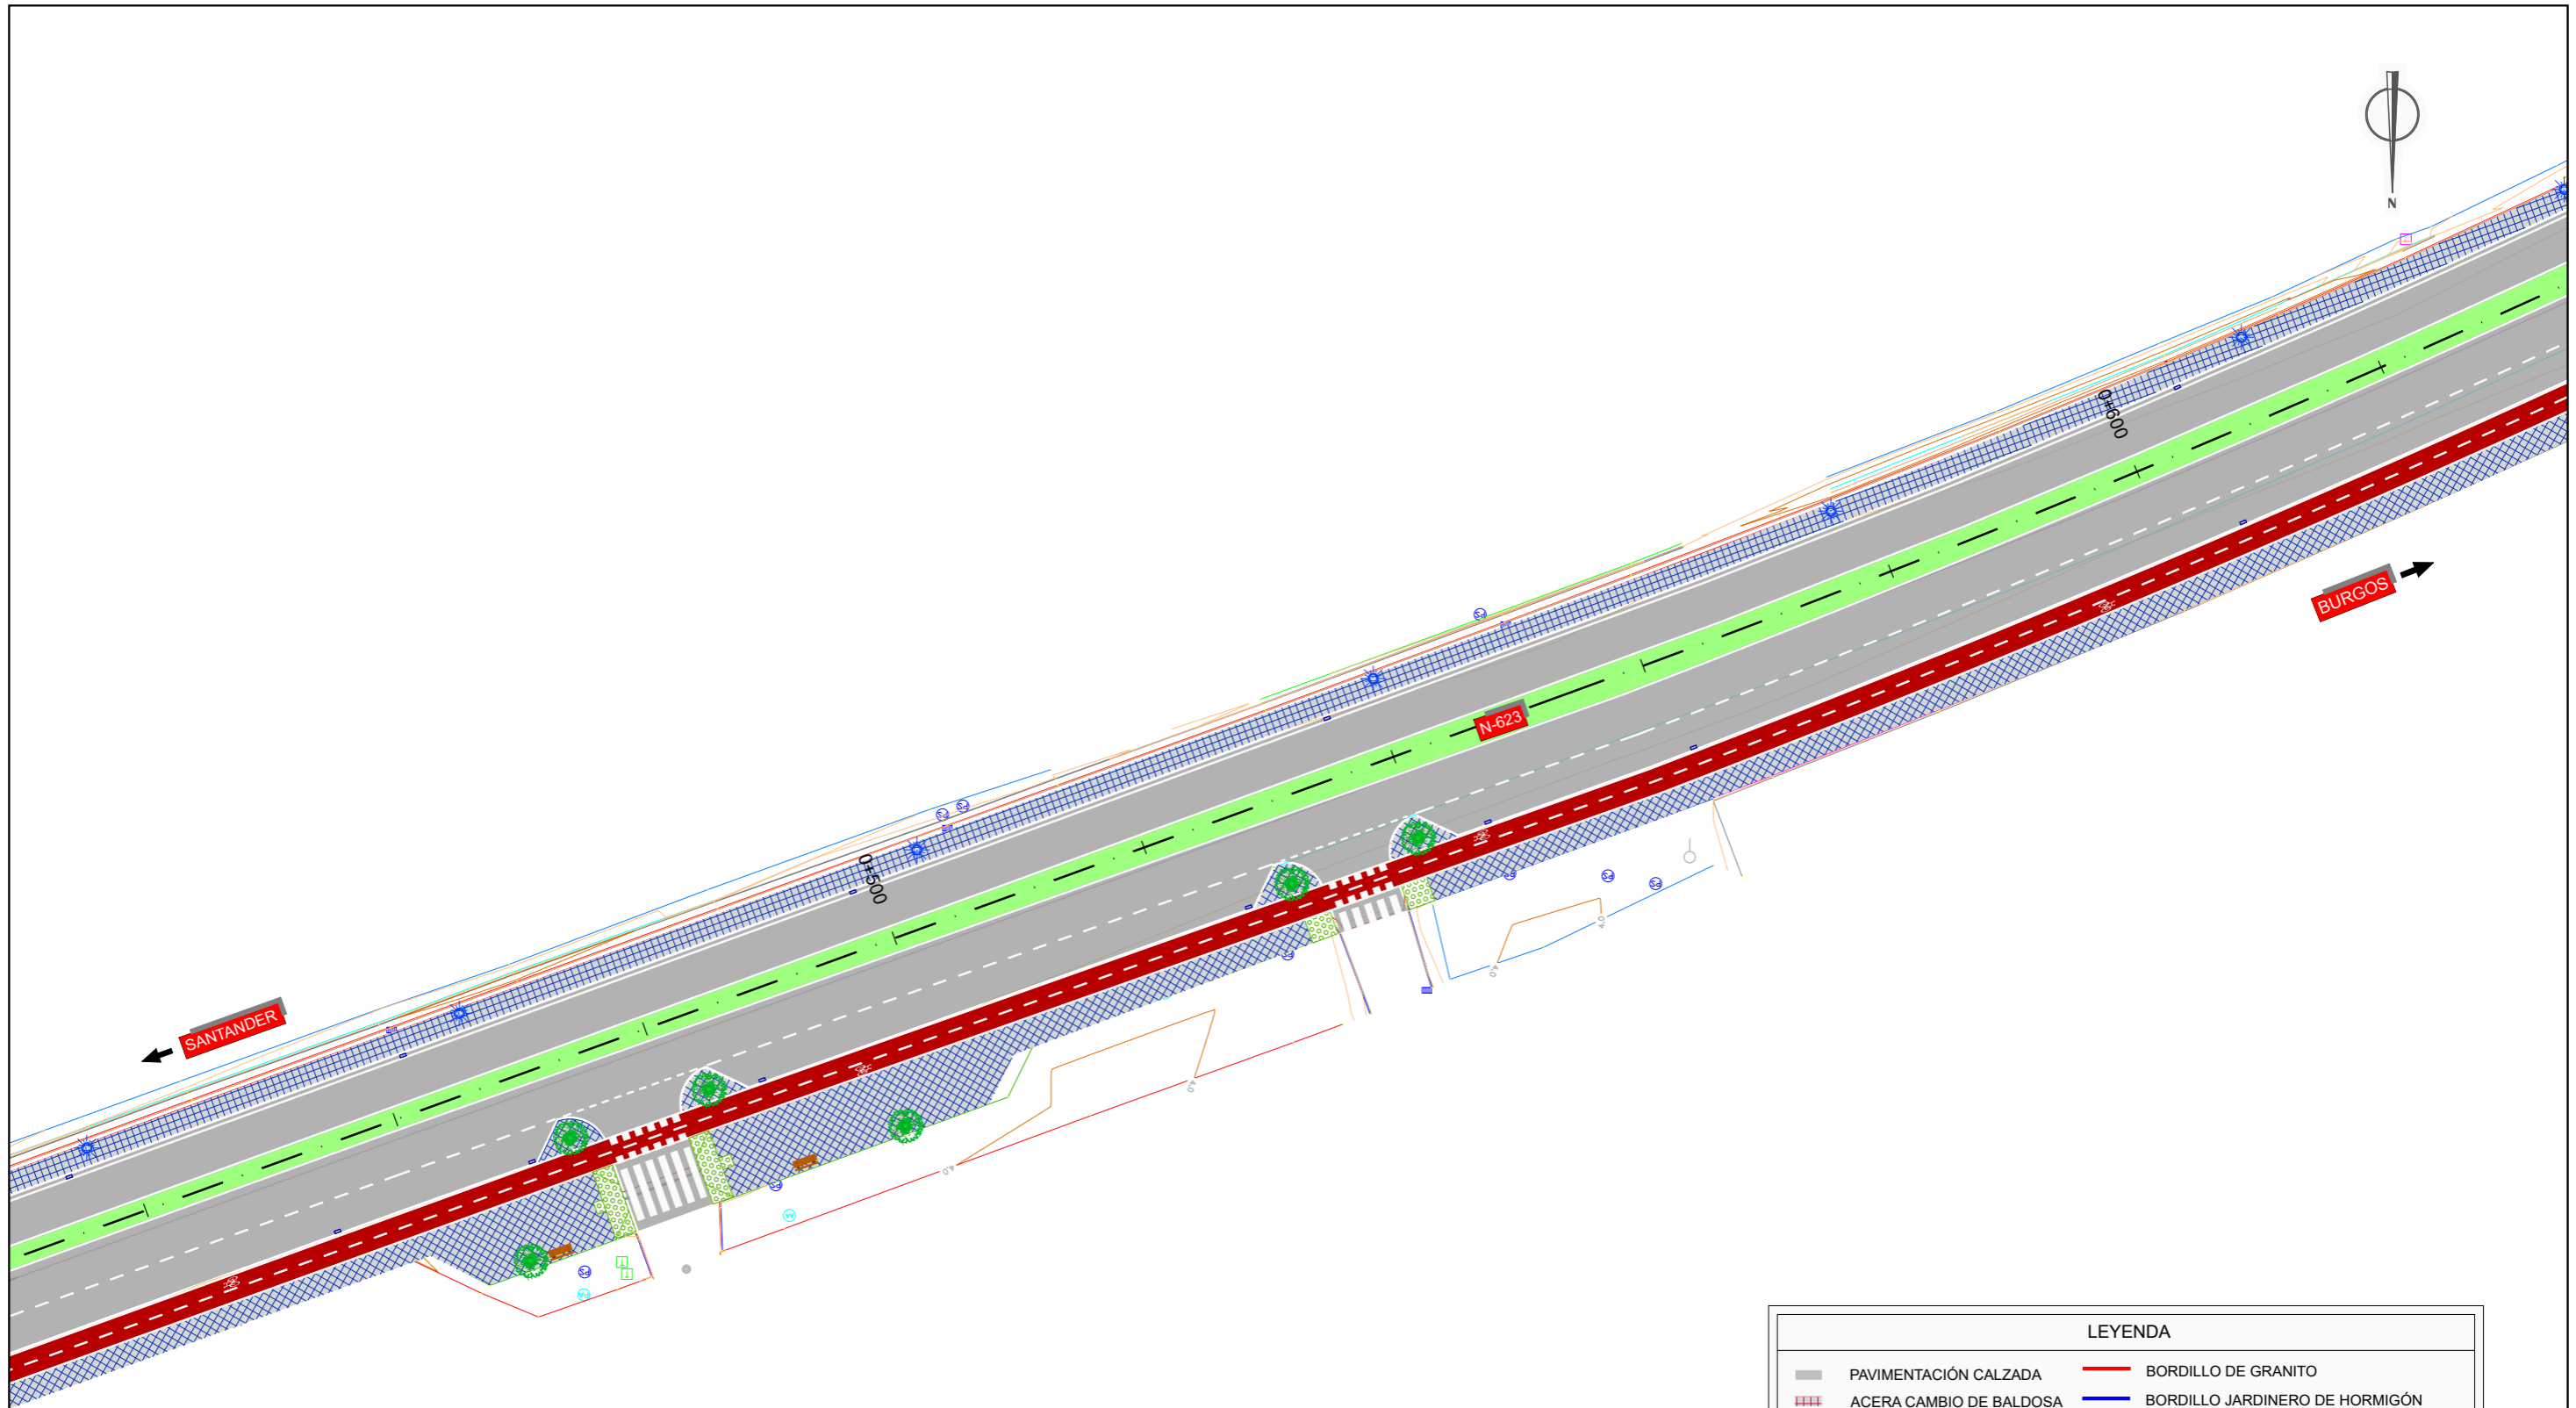 N
0+600
BURGOS
N-623
0+500
SANTANDER
LEYENDA
PAVIMENTACIÓN CALZADA
BORDILLO DE GRANITO
ACERA CAMBIO DE BALDOSA
BORDILLO JARDINERO DE HORMIGÓN